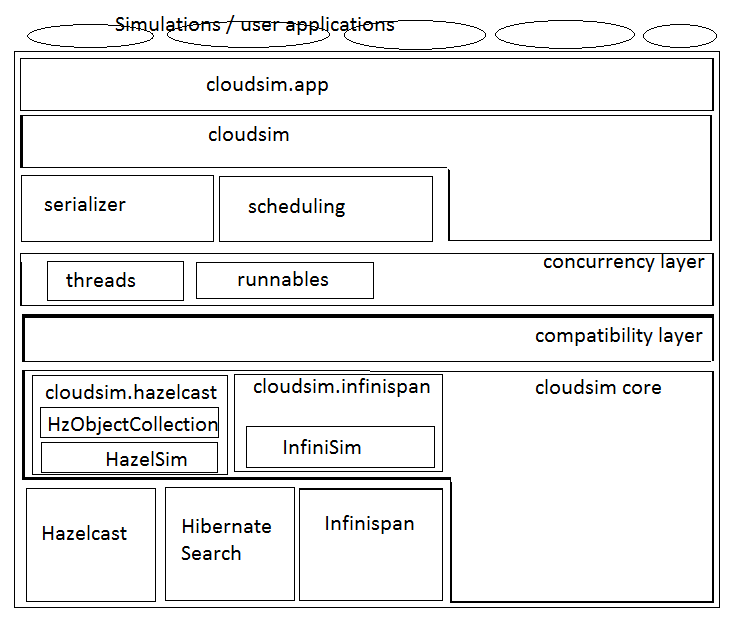 Simulations / user applications
cloudsim.app
cloudsim
serializer
scheduling
concurrency layer
threads
runnables
compatibility layer
cloudsim.hazelcast
HzObjectCollection
HazelSim
cloudsim.infinispan
InfiniSim
cloudsim core
Hazelcast
Hibernate
Search
Infinispan